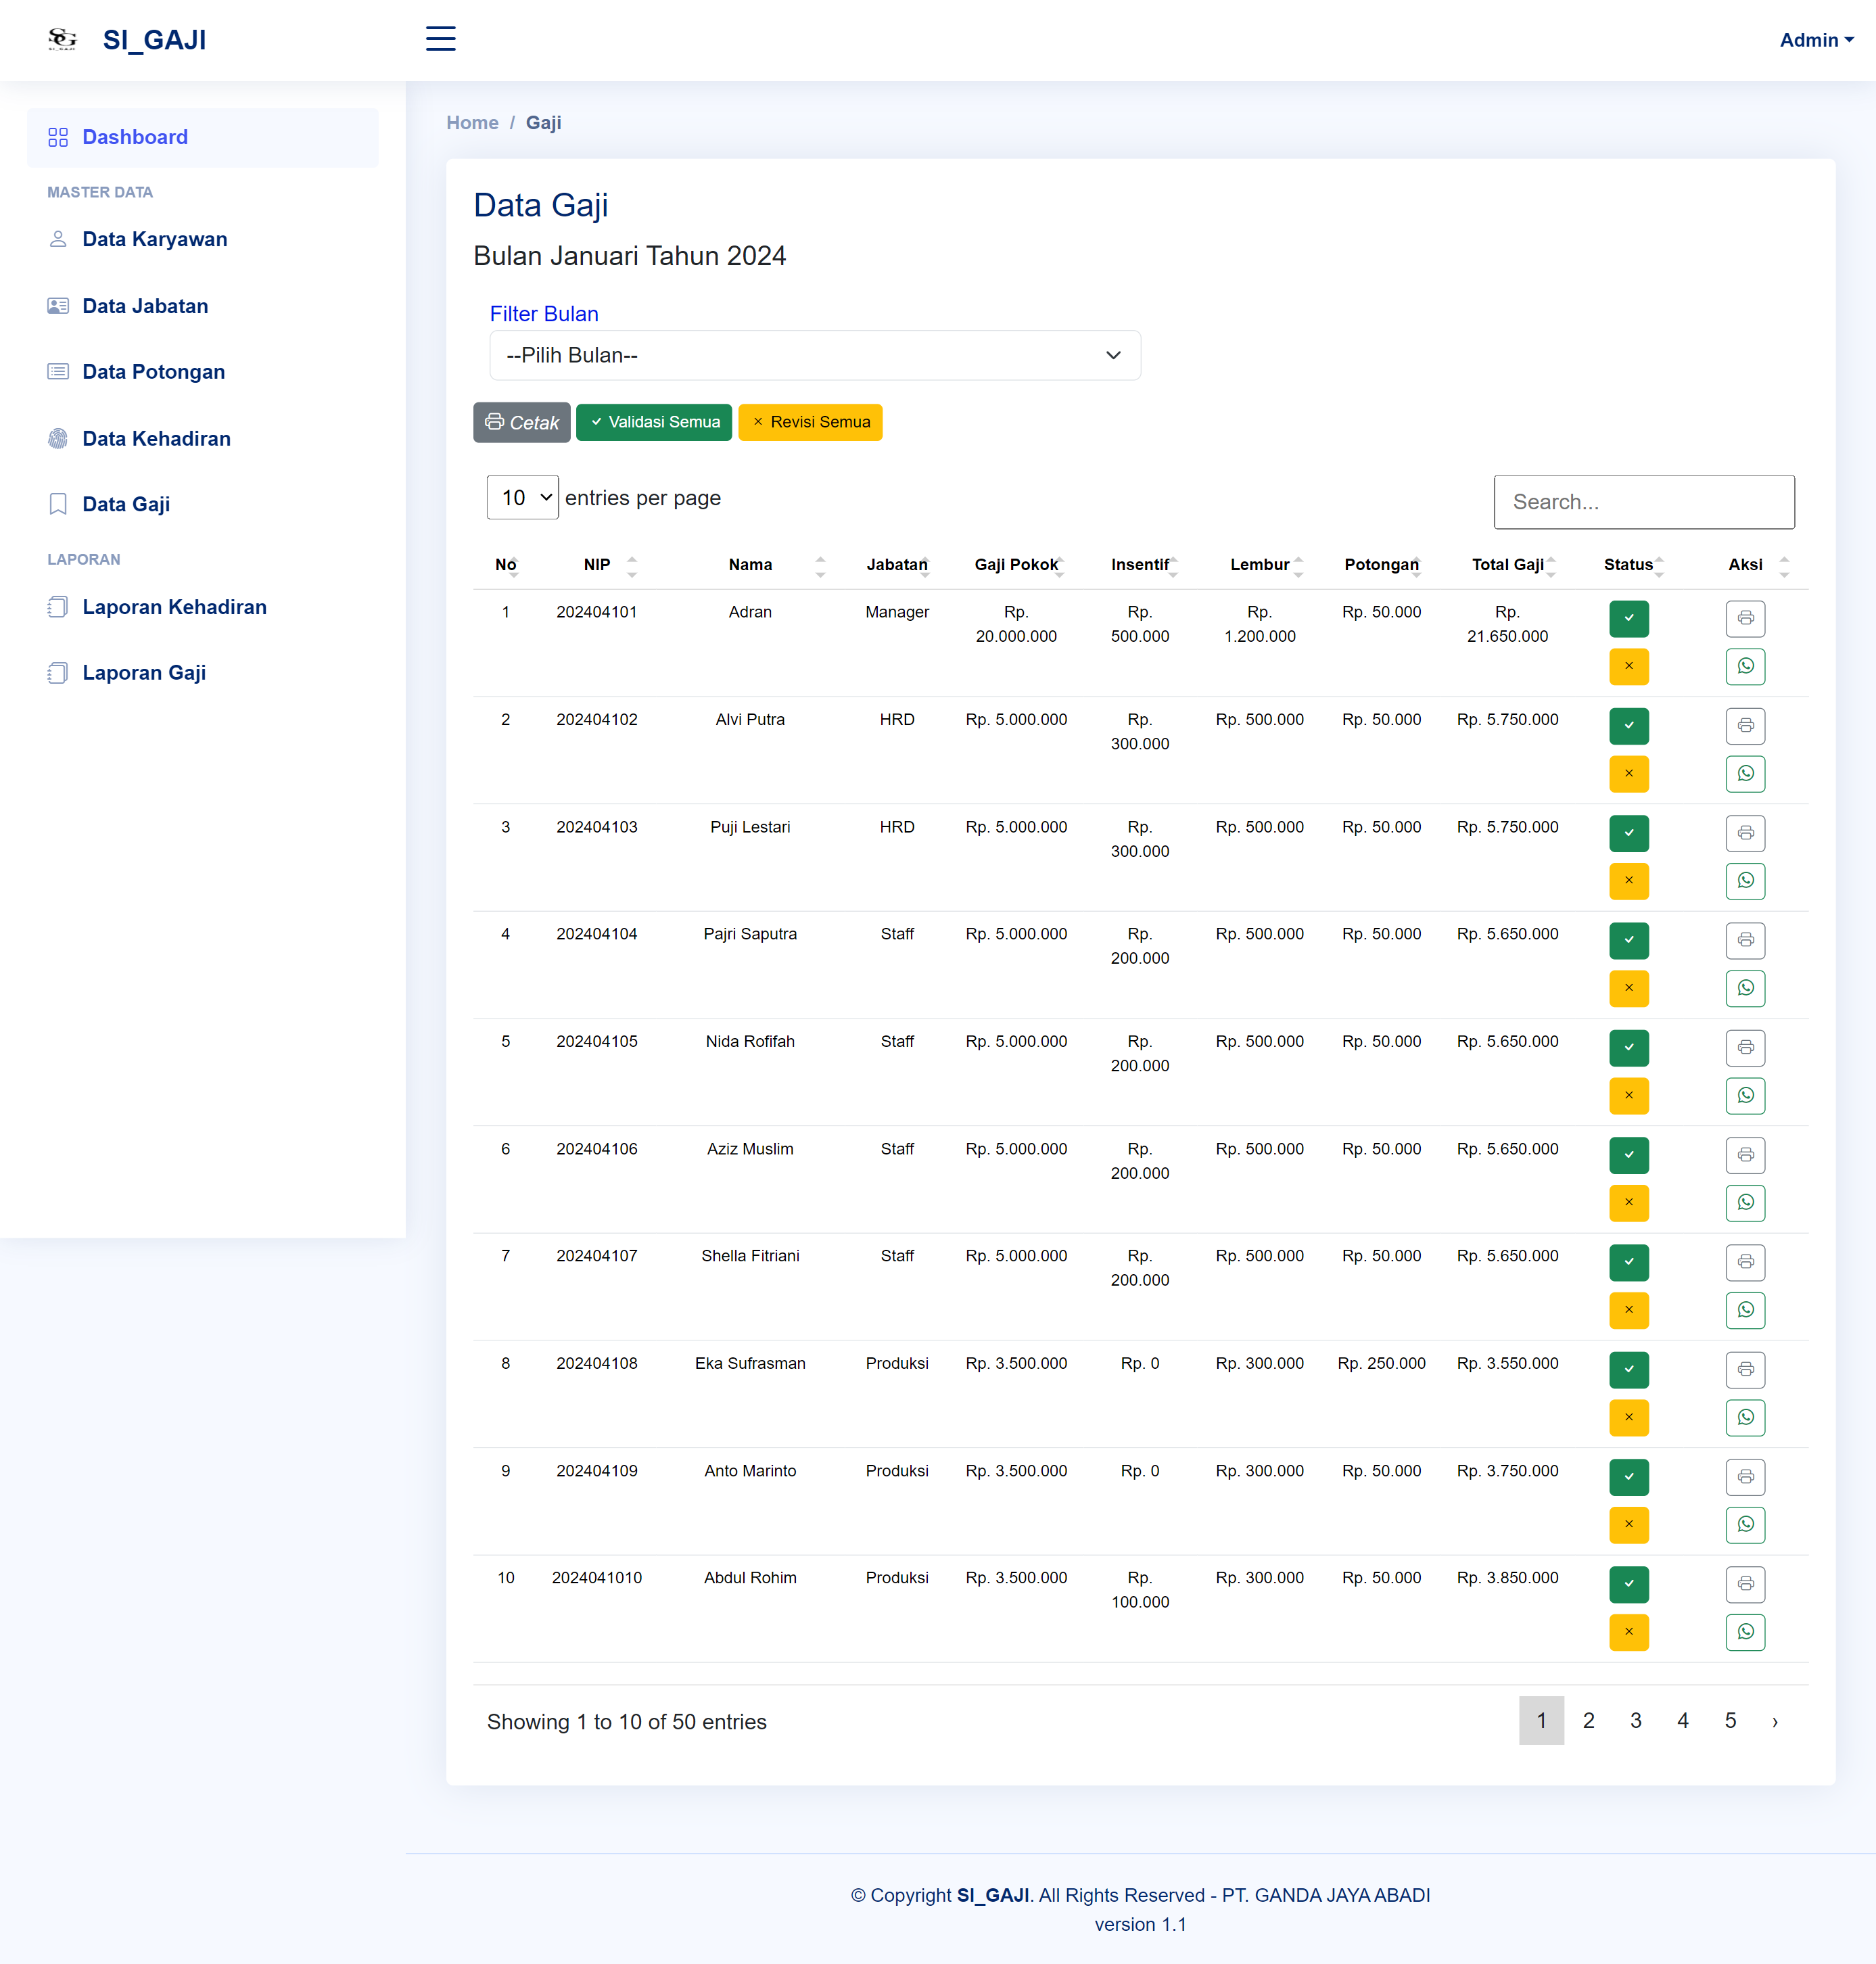 SI_GAJI
Admin
Dashboard
MASTER DATA
Data Karyawan
Data Jabatan
Data Potongan
Data Kehadiran
Data Gaji
LAPORAN
Laporan Kehadiran
Laporan Gaji
Home / Gaji
Data Gaji
Bulan Januari Tahun 2024
Filter Bulan
--Pilih Bulan--
Cetak Validasi Semua Revisi Semua
10 entries per page Search...
No NIP Nama Jabatan Gaji Pokok Insentif Lembur Potongan Total Gaji Status Aksi
1 202404101 Adran Manager Rp. Rp. Rp. Rp. 50.000 Rp.
20.000.000 500.000 1.200.000 21.650.000
2 202404102 Alvi Putra HRD Rp. 5.000.000 Rp. Rp. 500.000 Rp. 50.000 Rp. 5.750.000
300.000
3 202404103 Puji Lestari HRD Rp. 5.000.000 Rp. Rp. 500.000 Rp. 50.000 Rp. 5.750.000
300.000
4 202404104 Pajri Saputra Staff Rp. 5.000.000 Rp. Rp. 500.000 Rp. 50.000 Rp. 5.650.000
200.000
5 202404105 Nida Rofifah Staff Rp. 5.000.000 Rp. Rp. 500.000 Rp. 50.000 Rp. 5.650.000
200.000
6 202404106 Aziz Muslim Staff Rp. 5.000.000 Rp. Rp. 500.000 Rp. 50.000 Rp. 5.650.000
200.000
7 202404107 Shella Fitriani Staff Rp. 5.000.000 Rp. Rp. 500.000 Rp. 50.000 Rp. 5.650.000
200.000
8 202404108 Eka Sufrasman Produksi Rp. 3.500.000 Rp. 0 Rp. 300.000 Rp. 250.000 Rp. 3.550.000
9 202404109 Anto Marinto Produksi Rp. 3.500.000 Rp. 0 Rp. 300.000 Rp. 50.000 Rp. 3.750.000
10 2024041010 Abdul Rohim Produksi Rp. 3.500.000 Rp. Rp. 300.000 Rp. 50.000 Rp. 3.850.000
100.000
Showing 1 to 10 of 50 entries 1 2 3 4 5 ›
© Copyright SI_GAJI. All Rights Reserved - PT. GANDA JAYA ABADI
version 1.1